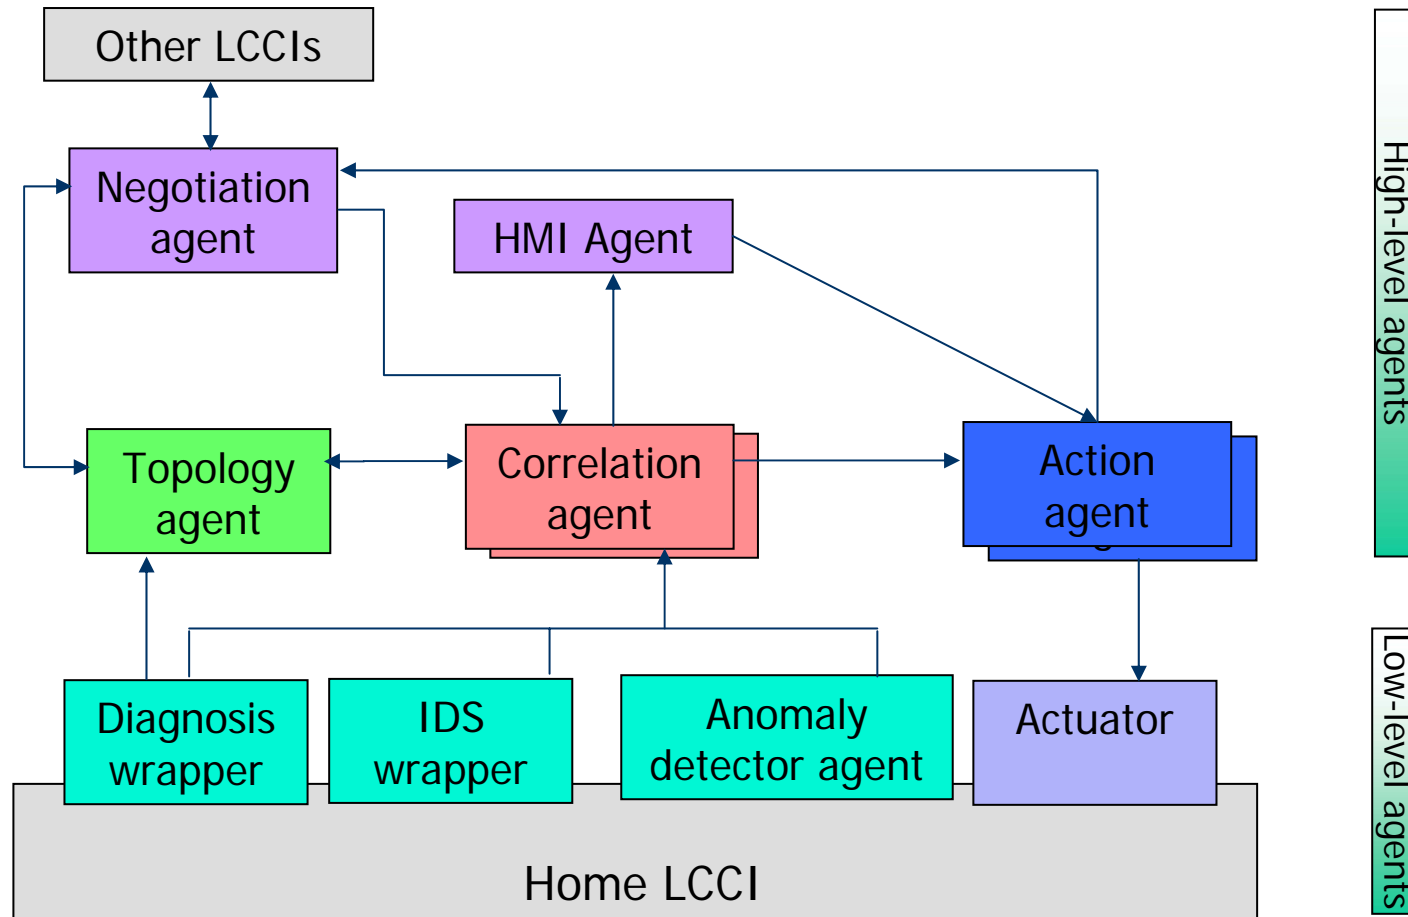 Other LCCIs
Negotiation
agent
HMI Agent
High-level agents
Topology
agent
Correlation
agent
Action
agent
Diagnosis
wrapper
IDS
wrapper
Anomaly
detector agent
Actuator
Low-level agents
Home LCCI